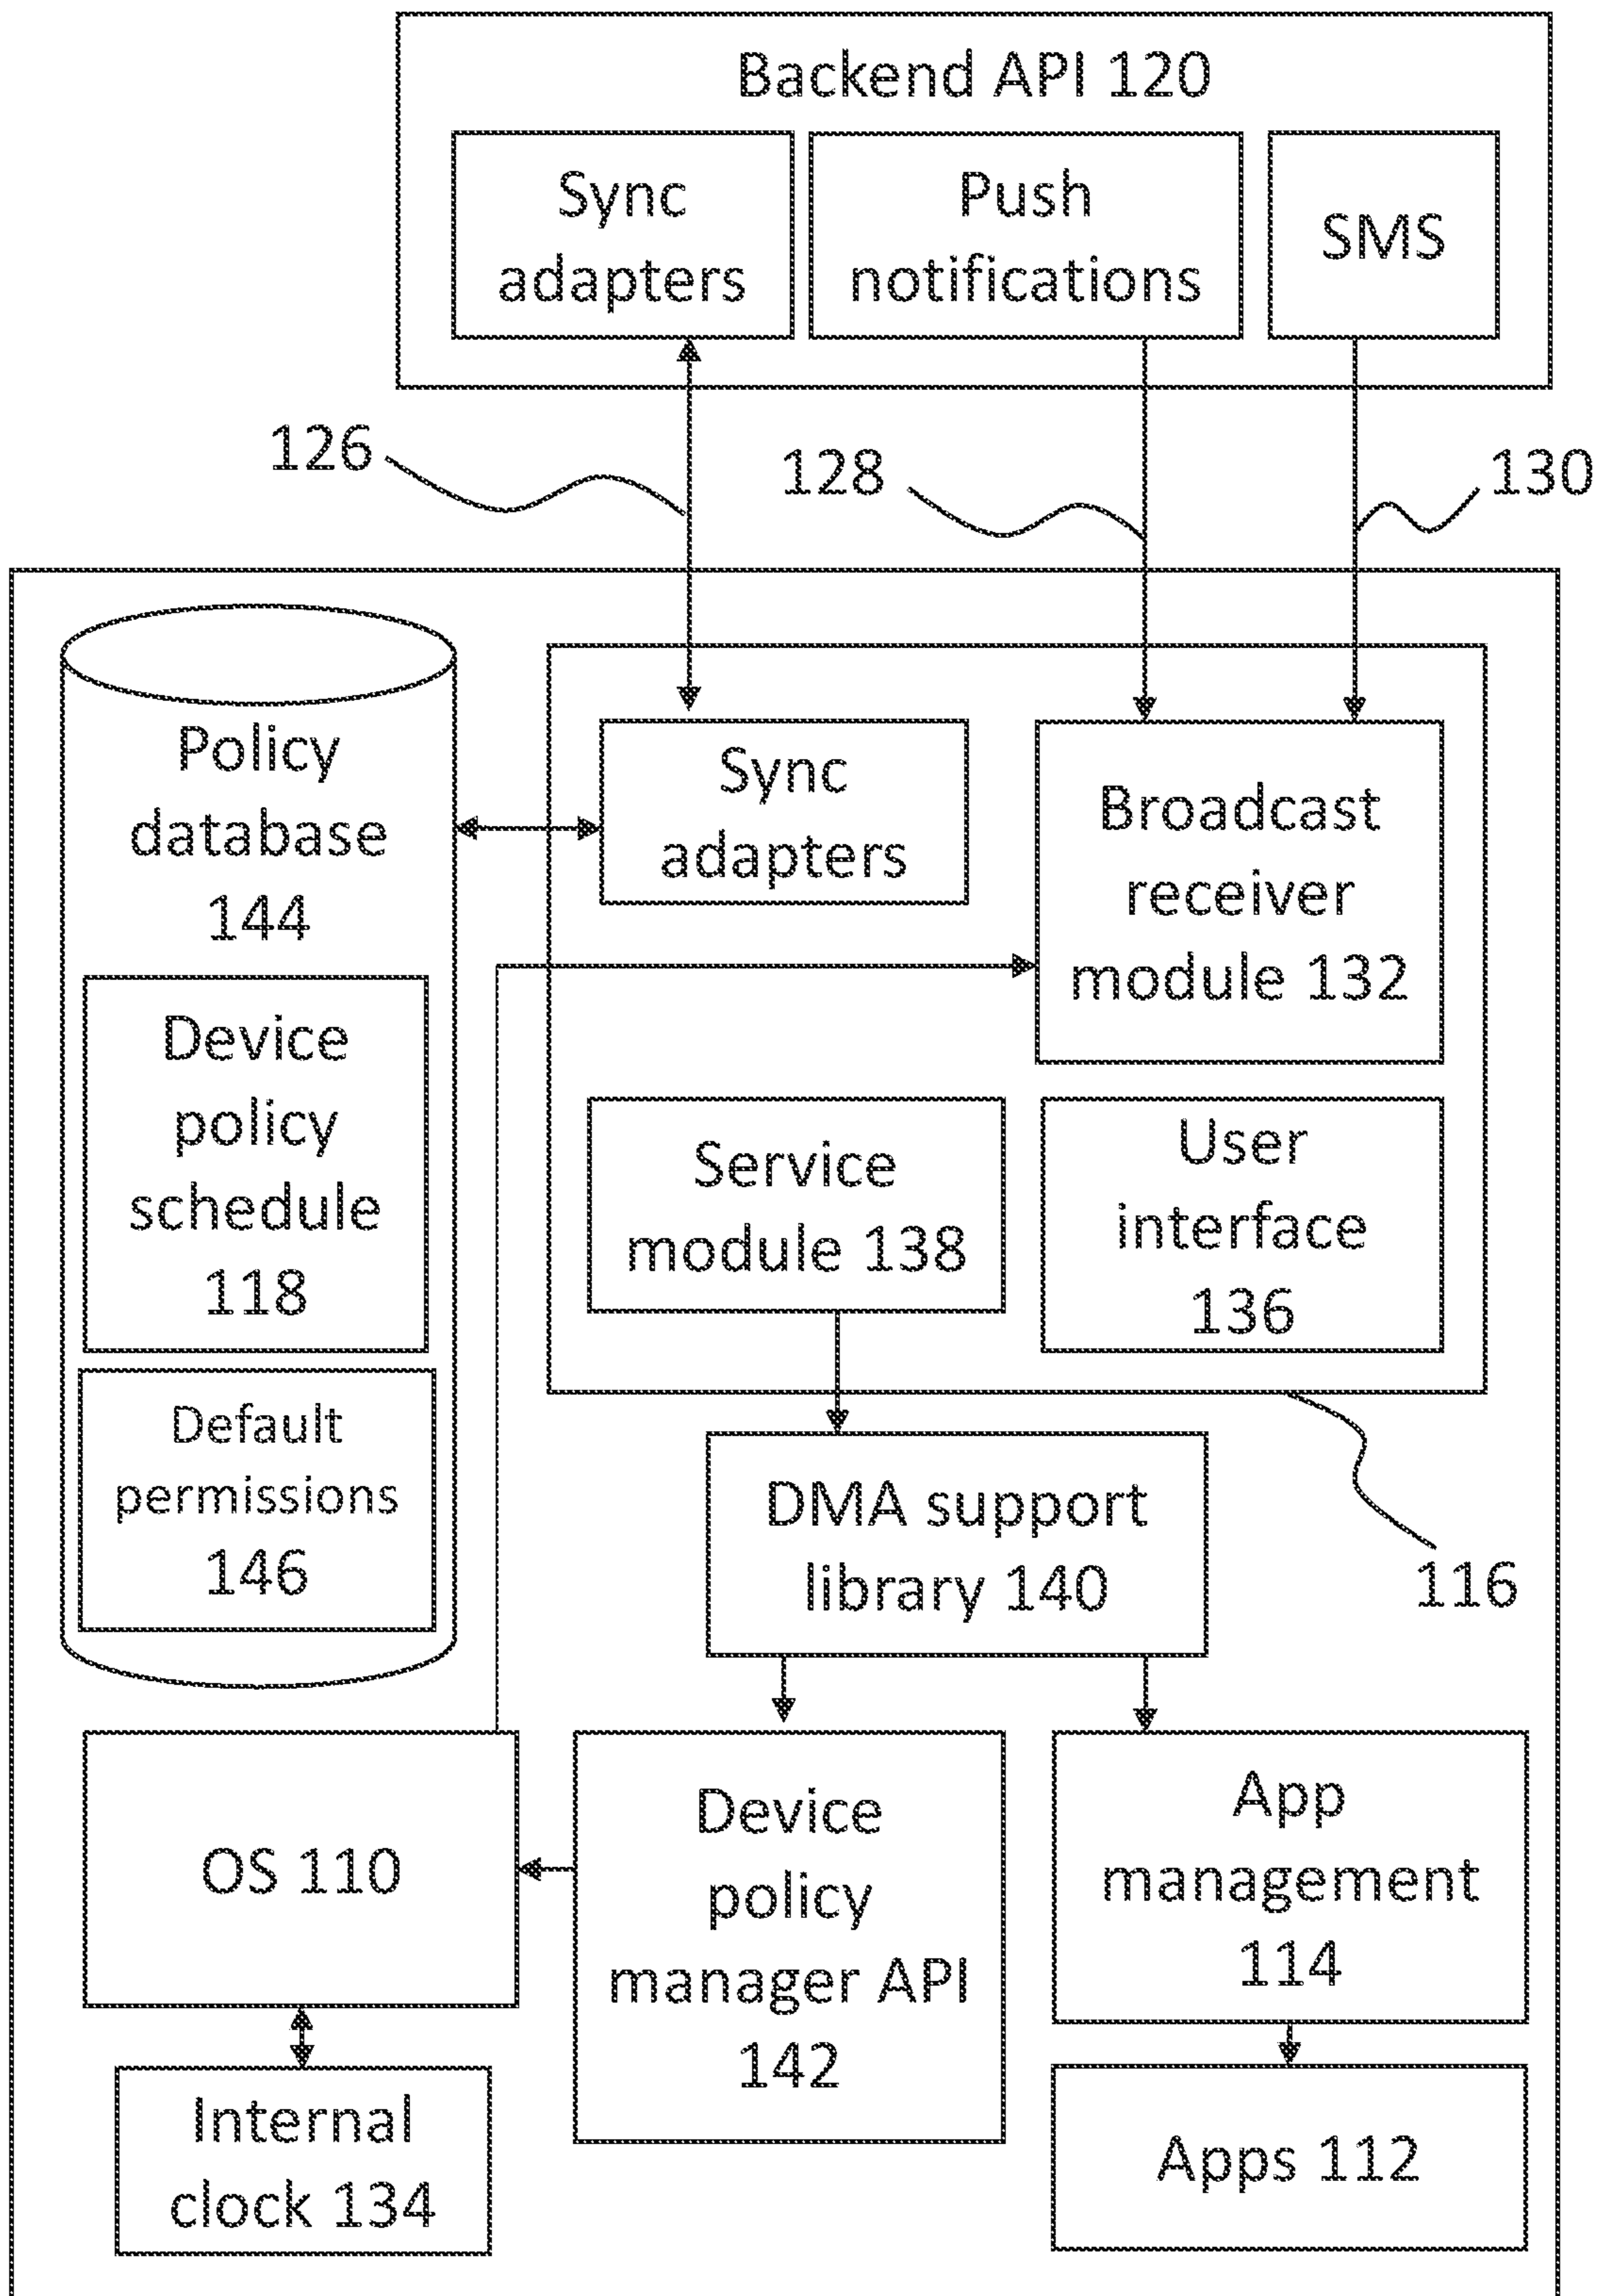 Backend API 120
Sync
adapters
Push
notifications
SMS
126
128
130
Policy
database
144
Device
policy
schedule
118
Default
permissions
146
Sync
adapters
Broadcast
receiver
module 132
Service
module 138
User
interface
136
DMA support
library 140
116
OS 110
Device
policy
manager API
142
App
management
114
Internal
clock 134
Apps 112